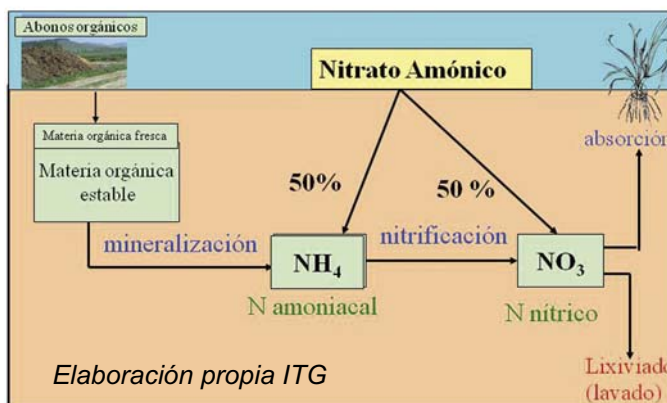 Abonos orgánicos
Nitrato Amónico
Materia orgánica fresca
Materia orgánica
estable
absorción
50%
50 %
mineralización
nitrificación
NH₄
NO₃
N amoniacal
N nítrico
Elaboración propia ITG
Lixiviado
(lavado)